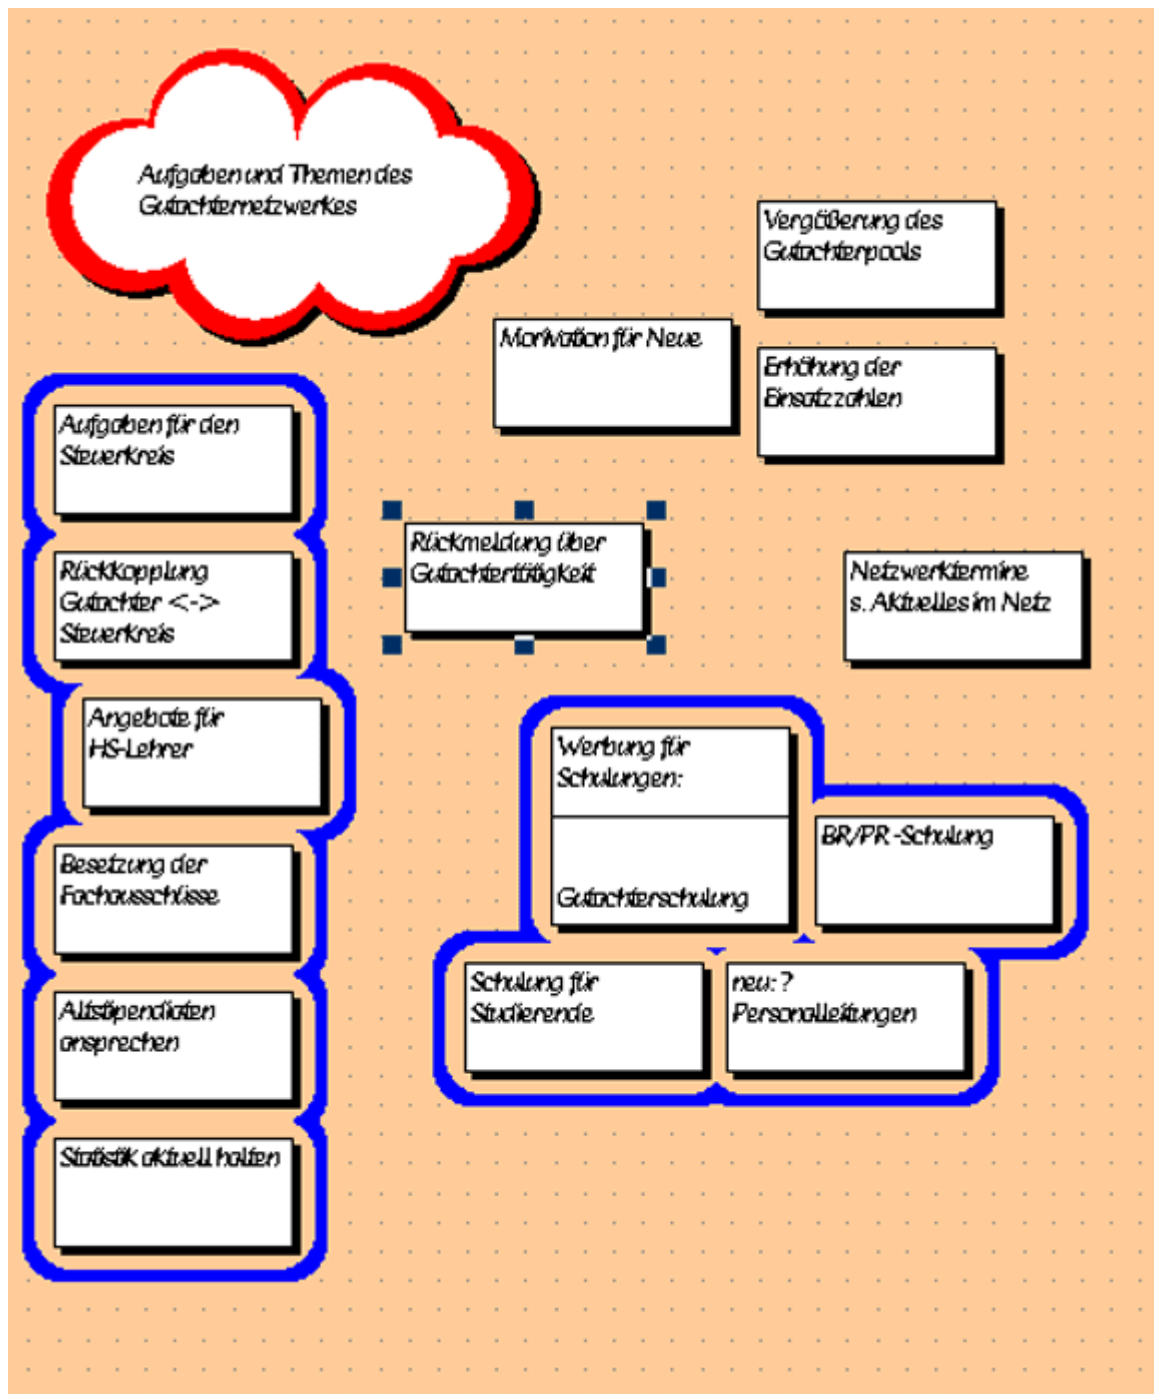 Aufgaben und Themen des
Gutachternetzwerkes
Vergößerung des
Gutachterpools
Morivation für Neue
Erhöhung der
Einsatzzahlen
Aufgaben für den
Steuerkreis
Rückmeldung über
Gutachtertätigkeit
Rückkopplung
Gutachter <->
Steuerkreis
Netzwerktermine
s. Aktuelles im Netz
Angebote für
HS-Lehrer
Werbung für
Schulungen:
Gutachterschulung
BR/PR -Schulung
Besetzung der
Fachausschüsse
Schulung für
Studierende
neu: ?
Personalleitungen
Altstipendiaten
ansprechen
Statistik aktuell halten